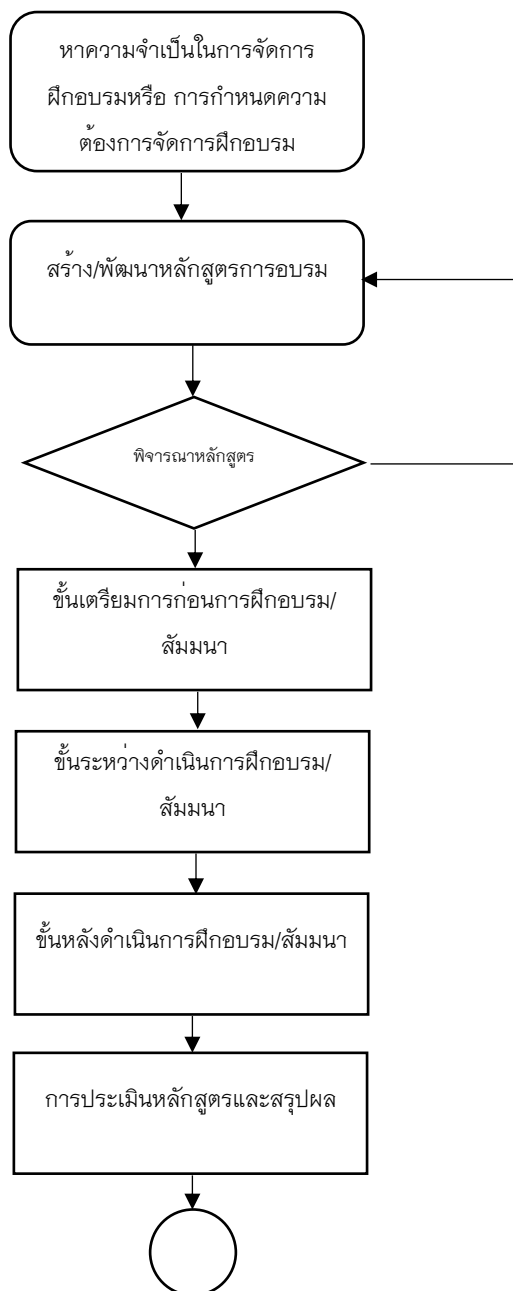 หาความจำเป็นในการจัดการ
ฝึกอบรมหรือ การกำหนดความ
ต้องการจัดการฝึกอบรม
สร้าง/พัฒนาหลักสูตรการอบรม
พิจารณาหลักสูตร
ขั้นเตรียมการก่อนการฝึกอบรม/
สัมมนา
ขั้นระหว่างดำเนินการฝึกอบรม/
สัมมนา
ขั้นหลังดำเนินการฝึกอบรม/สัมมนา
การประเมินหลักสูตรและสรุปผล